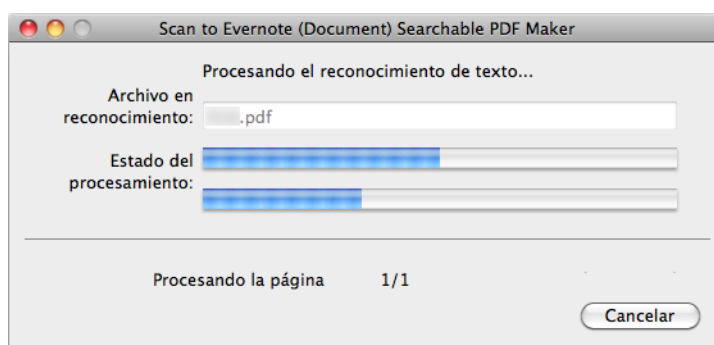 Scan to Evernote (Document) Searchable PDF Maker
Procesando el reconocimiento de texto...
Archivo en
reconocimiento: .pdf
Estado del
procesamiento:
Procesando la página 1/1
Cancelar